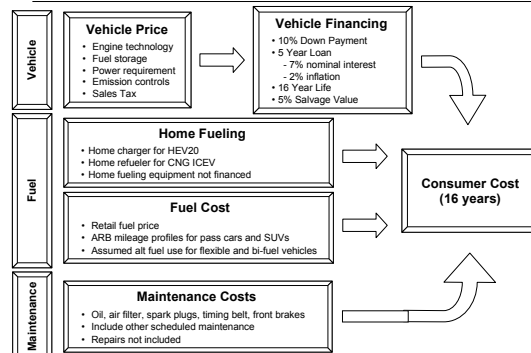 Vehicle
Vehicle Price
• Engine technology
• Fuel storage
• Power requirement
• Emission controls
• Sales Tax
Vehicle Financing
• 10% Down Payment
• 5 Year Loan
- 7% nominal interest
- 2% inflation
• 16 Year Life
• 5% Salvage Value
Fuel
Home Fueling
• Home charger for HEV20
• Home refueler for CNG ICEV
• Home fueling equipment not financed
Fuel Cost
• Retail fuel price
• ARB mileage profiles for pass cars and SUVs
• Assumed alt fuel use for flexible and bi-fuel vehicles
Consumer Cost
(16 years)
Maintenance
Maintenance Costs
• Oil, air filter, spark plugs, timing belt, front brakes
• Include other scheduled maintenance
• Repairs not included